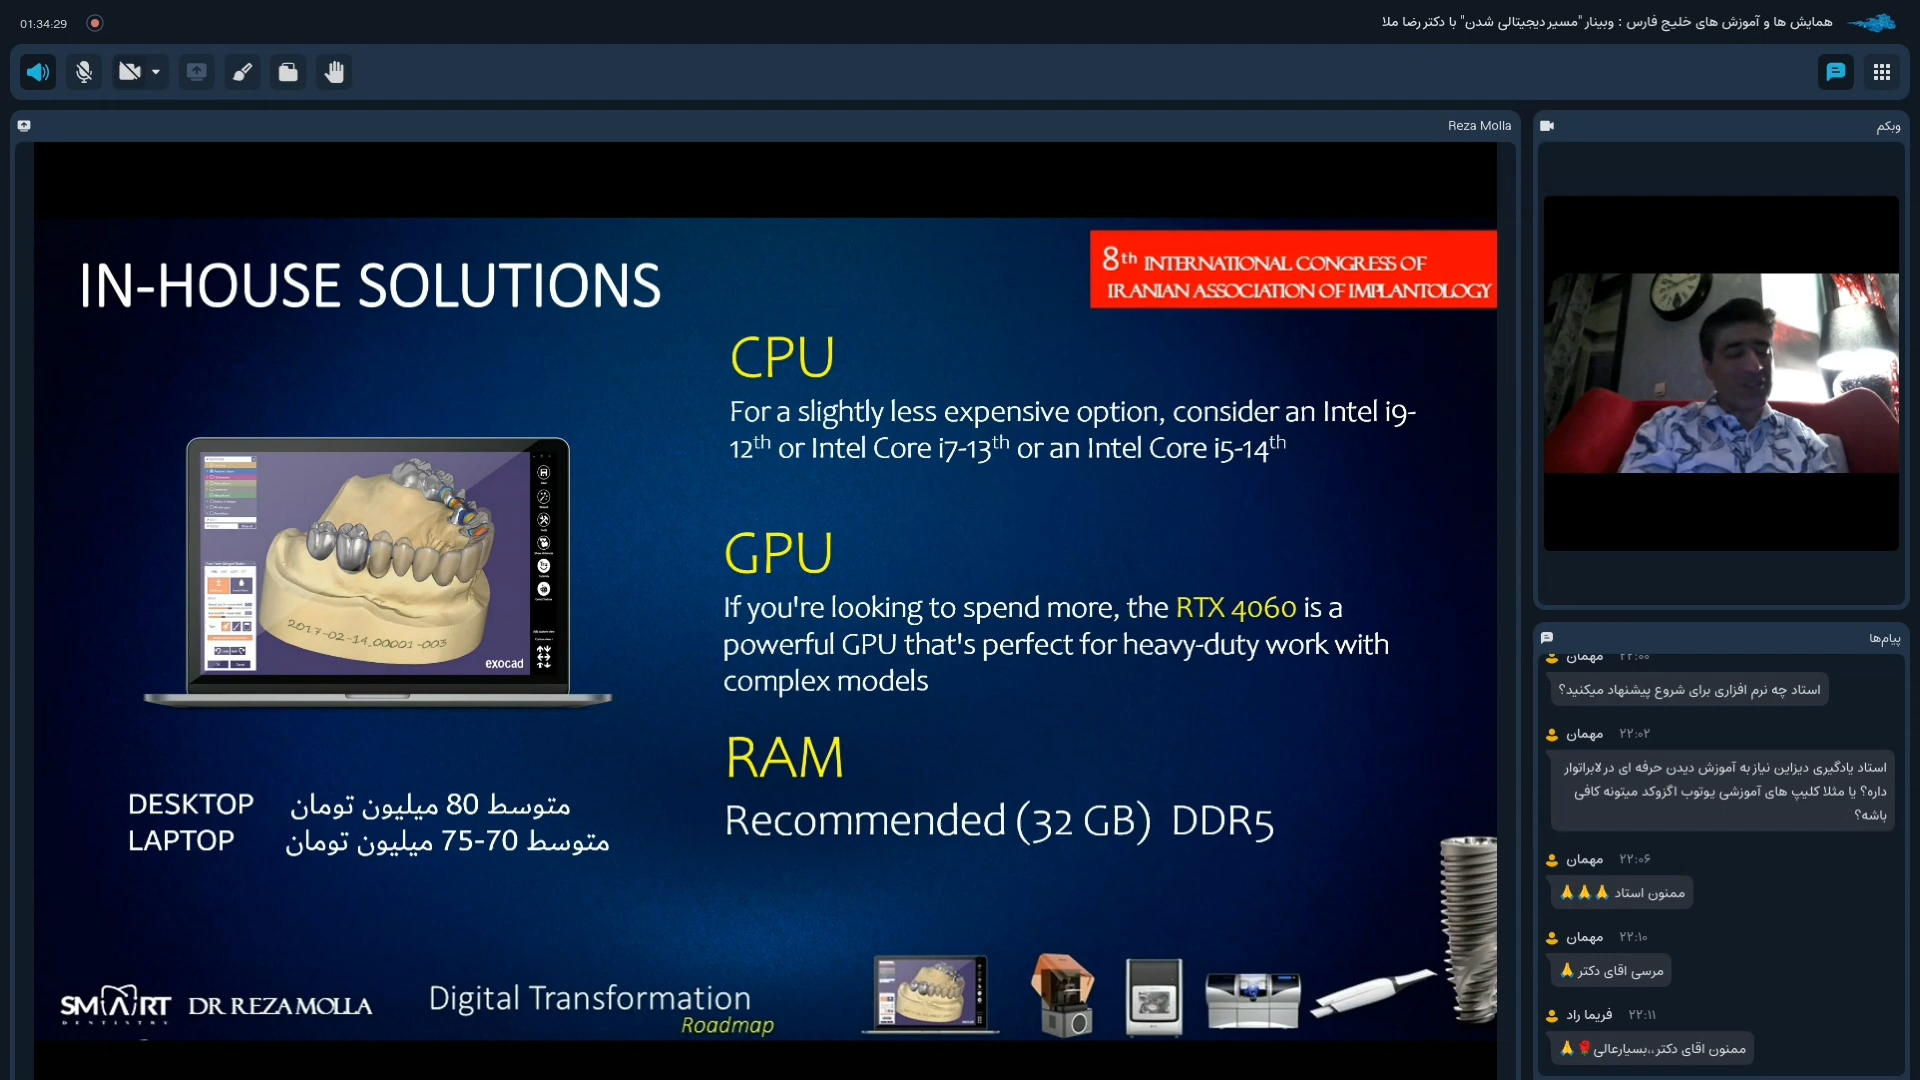 01:34:29
همایش ها و آموزش های خلیج فارس : وبینار "مسیر دیجیتالی شدن" با دکتر رضا ملا
Reza Molla
IN-HOUSE SOLUTIONS
8th INTERNATIONAL CONGRESS OF
IRANIAN ASSOCIATION OF IMPLANTOLOGY
CPU
For a slightly less expensive option, consider an Intel i9-
12th or Intel Core i7-13th or an Intel Core i5-14th
GPU
If you're looking to spend more, the RTX 4060 is a
powerful GPU that's perfect for heavy-duty work with
complex models
RAM
Recommended (32 GB) DDR5
2017-02-14_00001-003
exocad
DESKTOP متوسط 80 میلیون تومان
LAPTOP متوسط 70-75 میلیون تومان
SMART
DENTISTRY
DR REZA MOLLA
Digital Transformation
Roadmap
وبکم
پیام‌ها
مهمان ۲۲:۰۰
استاد چه نرم افزاری برای شروع پیشنهاد میکنید؟
مهمان ۲۲:۰۲
استاد یادگیری دیزاین نیاز به آموزش دیدن حرفه ای در لابراتوار
داره؟ یا مثلا کلیپ های آموزشی یوتوب اگزوکد میتونه کافی
باشه؟
مهمان ۲۲:۰۶
ممنون استاد 🙏🙏🙏
مهمان ۲۲:۱۰
مرسی اقای دکتر 🙏
فریما راد ۲۲:۱۱
ممنون اقای دکتر،،بسیارعالی🌹🙏